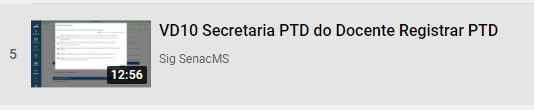 VD10 Secretaria PTD do Docente Registrar PTD
5
Sig SenacMS
12:56